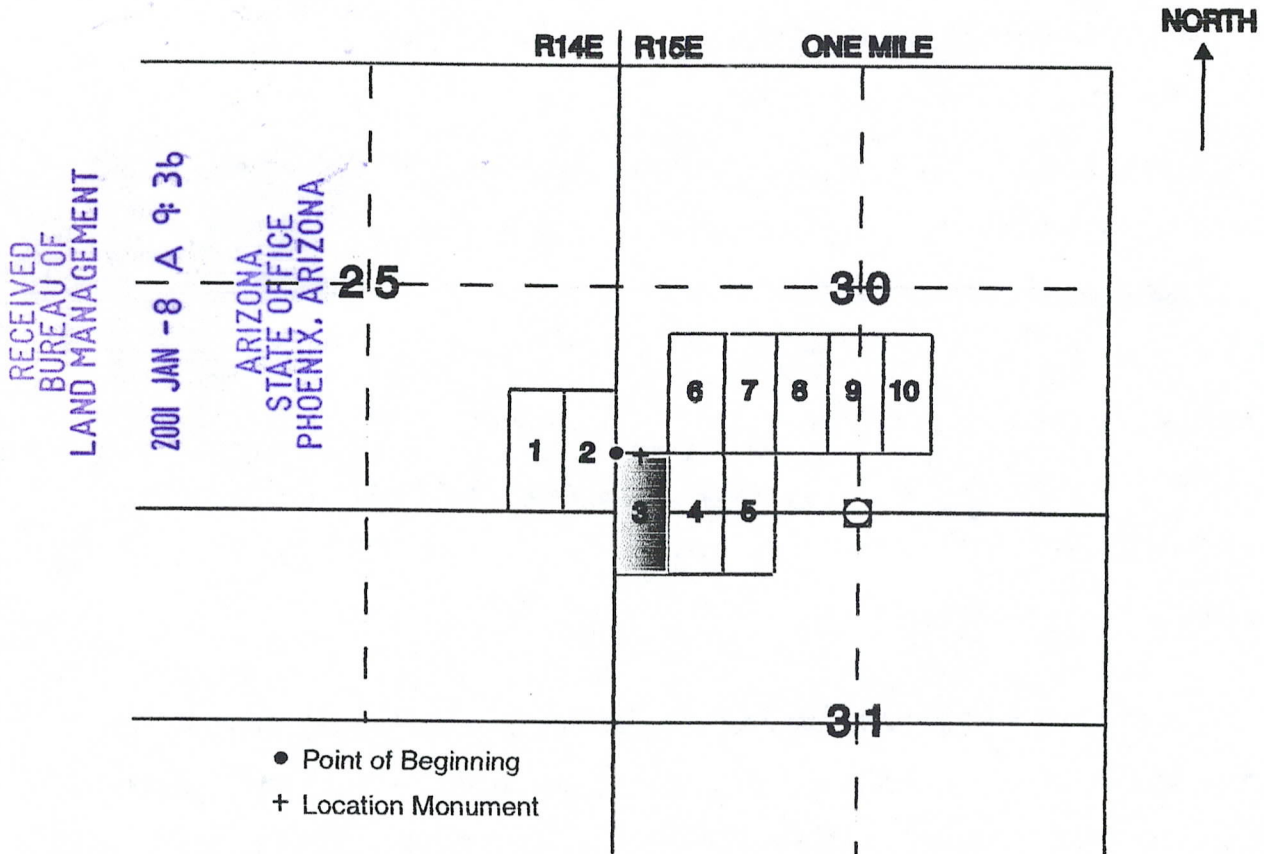 NORTH
R14E R15E ONE MILE
RECEIVED
BUREAU OF
LAND MANAGEMENT
2001 JAN -8 A 9: 36
ARIZONA
STATE OFFICE
PHOENIX, ARIZONA
25
30
6 7 8 9 10
1 2
3 4 5
31
● Point of Beginning
+ Location Monument